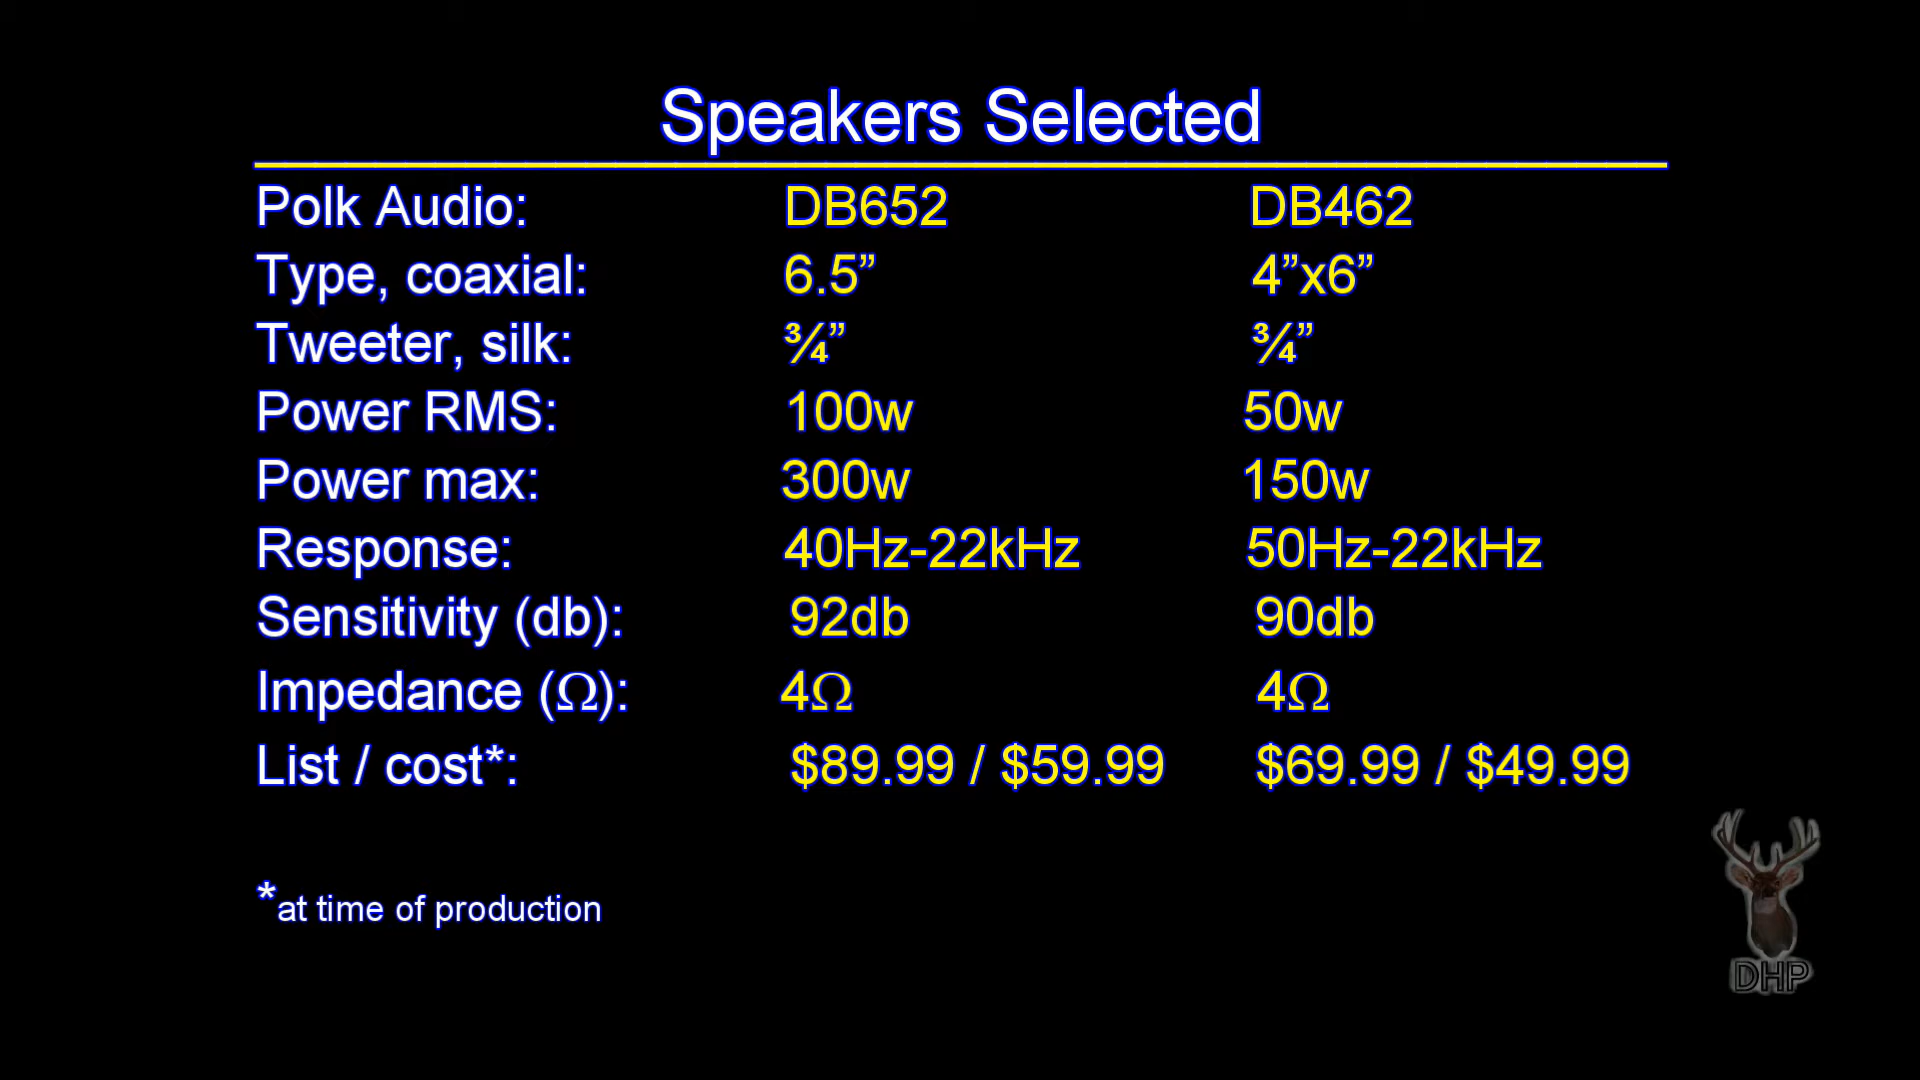 Speakers Selected
Polk Audio: DB652 DB462
Type, coaxial: 6.5” 4”x6”
Tweeter, silk: ¾” ¾”
Power RMS: 100w 50w
Power max: 300w 150w
Response: 40Hz-22kHz 50Hz-22kHz
Sensitivity (db): 92db 90db
Impedance (Ω): 4Ω 4Ω
List / cost*: $89.99 / $59.99 $69.99 / $49.99
*at time of production
DHP